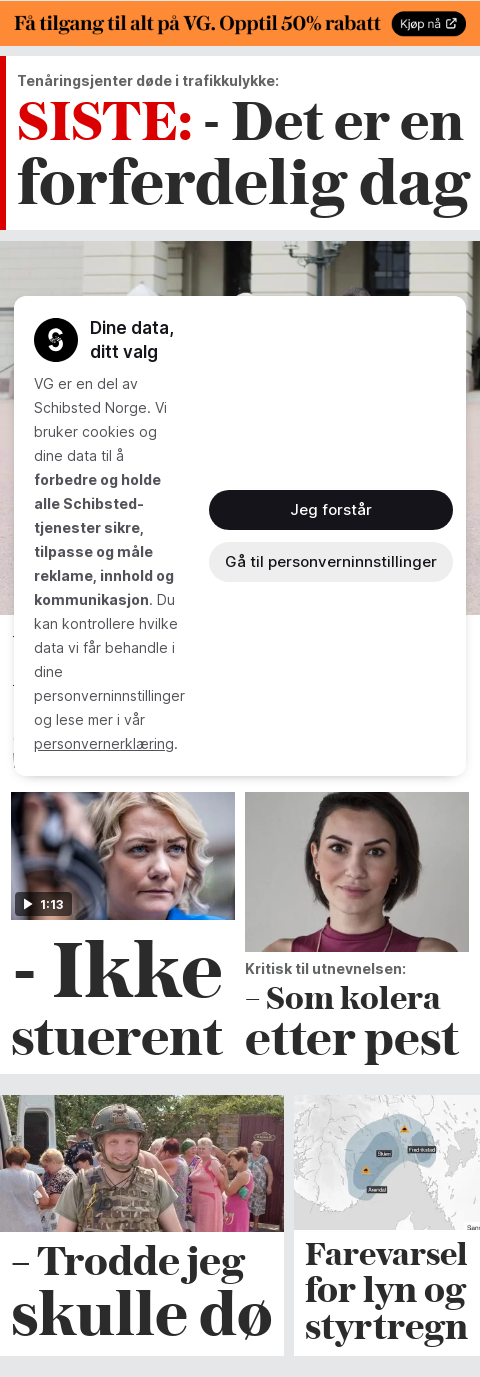 Få tilgang til alt på VG. Opptil 50% rabatt
Kjøp nå
Tenåringsjenter døde i trafikkulykke:
SISTE: - Det er en
forferdelig dag
Dine data,
ditt valg
VG er en del av
Schibsted Norge. Vi
bruker cookies og
dine data til å
forbedre og holde
alle Schibsted-
tjenester sikre,
tilpasse og måle
reklame, innhold og
kommunikasjon. Du
kan kontrollere hvilke
data vi får behandle i
dine
personverninnstillinger
og lese mer i vår
personvernerklæring.
Jeg forstår
Gå til personverninnstillinger
1:13
- Ikke
stuerent
Kritisk til utnevnelsen:
– Som kolera
etter pest
– Trodde jeg
skulle dø
Skien
Fredrikstad
Arendal
Farevarsel
for lyn og
styrtregn